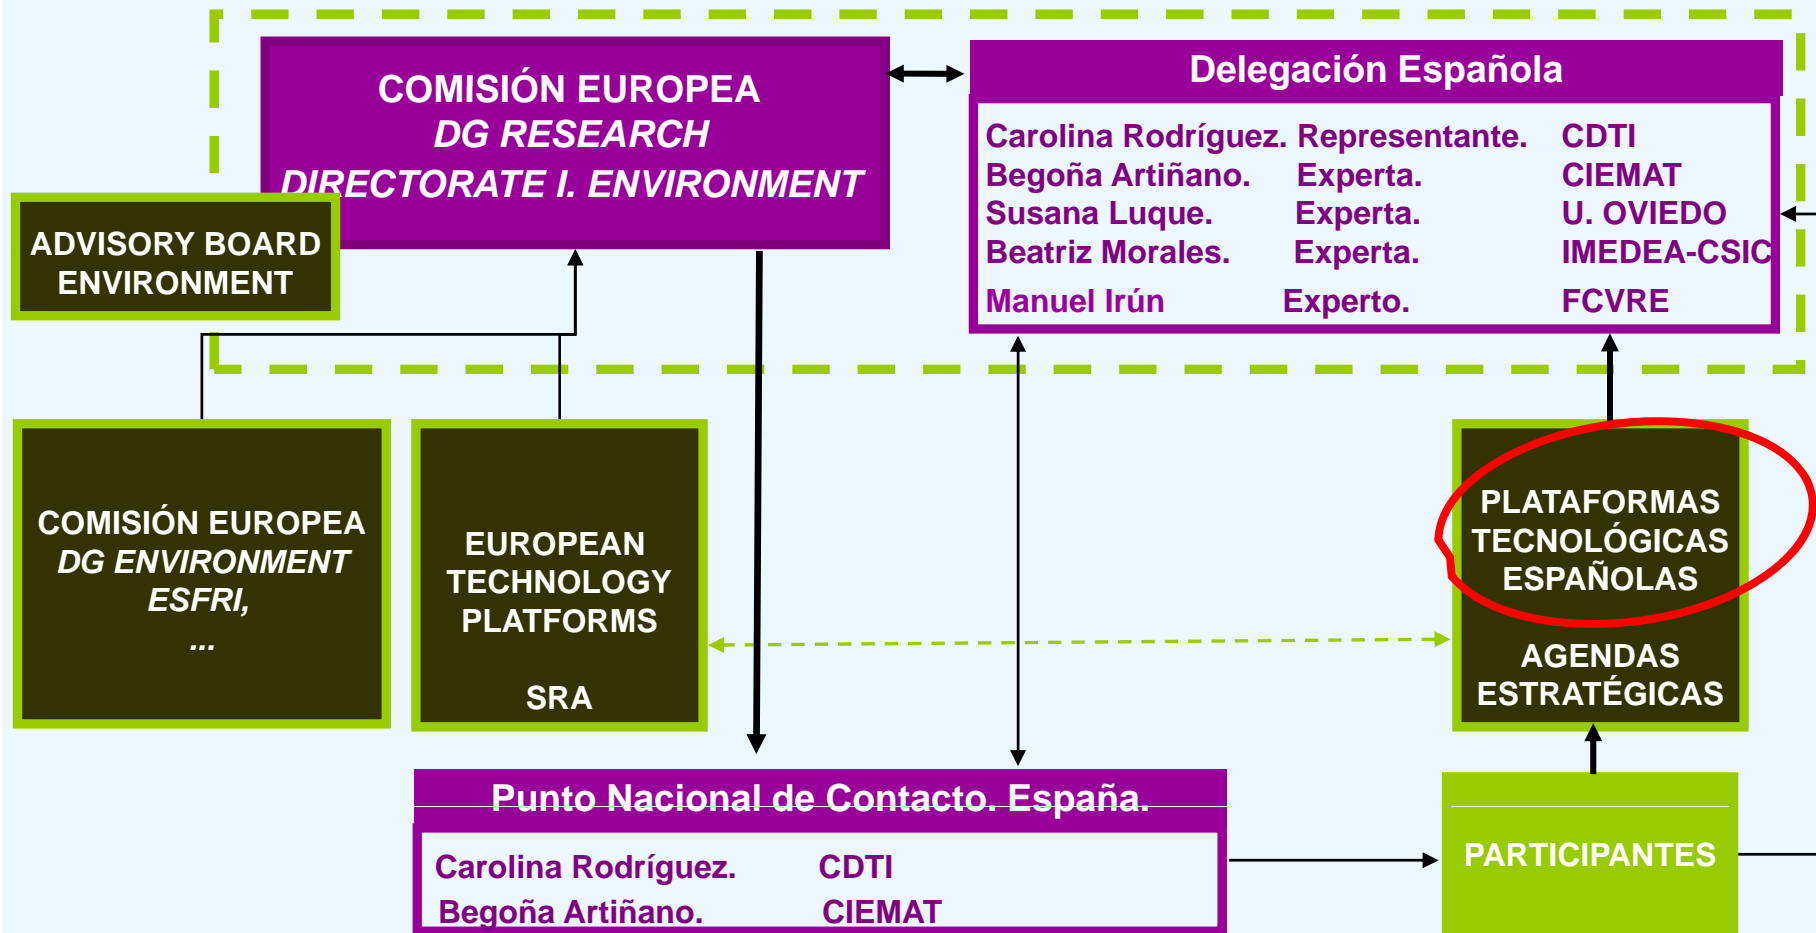 COMISIÓN EUROPEA
DG RESEARCH
DIRECTORATE I. ENVIRONMENT
Delegación Española
Carolina Rodríguez. Representante. CDTI
Begoña Artiñano. Experta. CIEMAT
Susana Luque. Experta. U. OVIEDO
Beatriz Morales. Experta. IMEDEA-CSIC
Manuel Irún Experto. FCVRE
ADVISORY BOARD
ENVIRONMENT
COMISIÓN EUROPEA
DG ENVIRONMENT
ESFRI,
...
EUROPEAN
TECHNOLOGY
PLATFORMS
SRA
PLATAFORMAS
TECNOLÓGICAS
ESPAÑOLAS
AGENDAS
ESTRATÉGICAS
Punto Nacional de Contacto. España.
Carolina Rodríguez. CDTI
Begoña Artiñano. CIEMAT
PARTICIPANTES